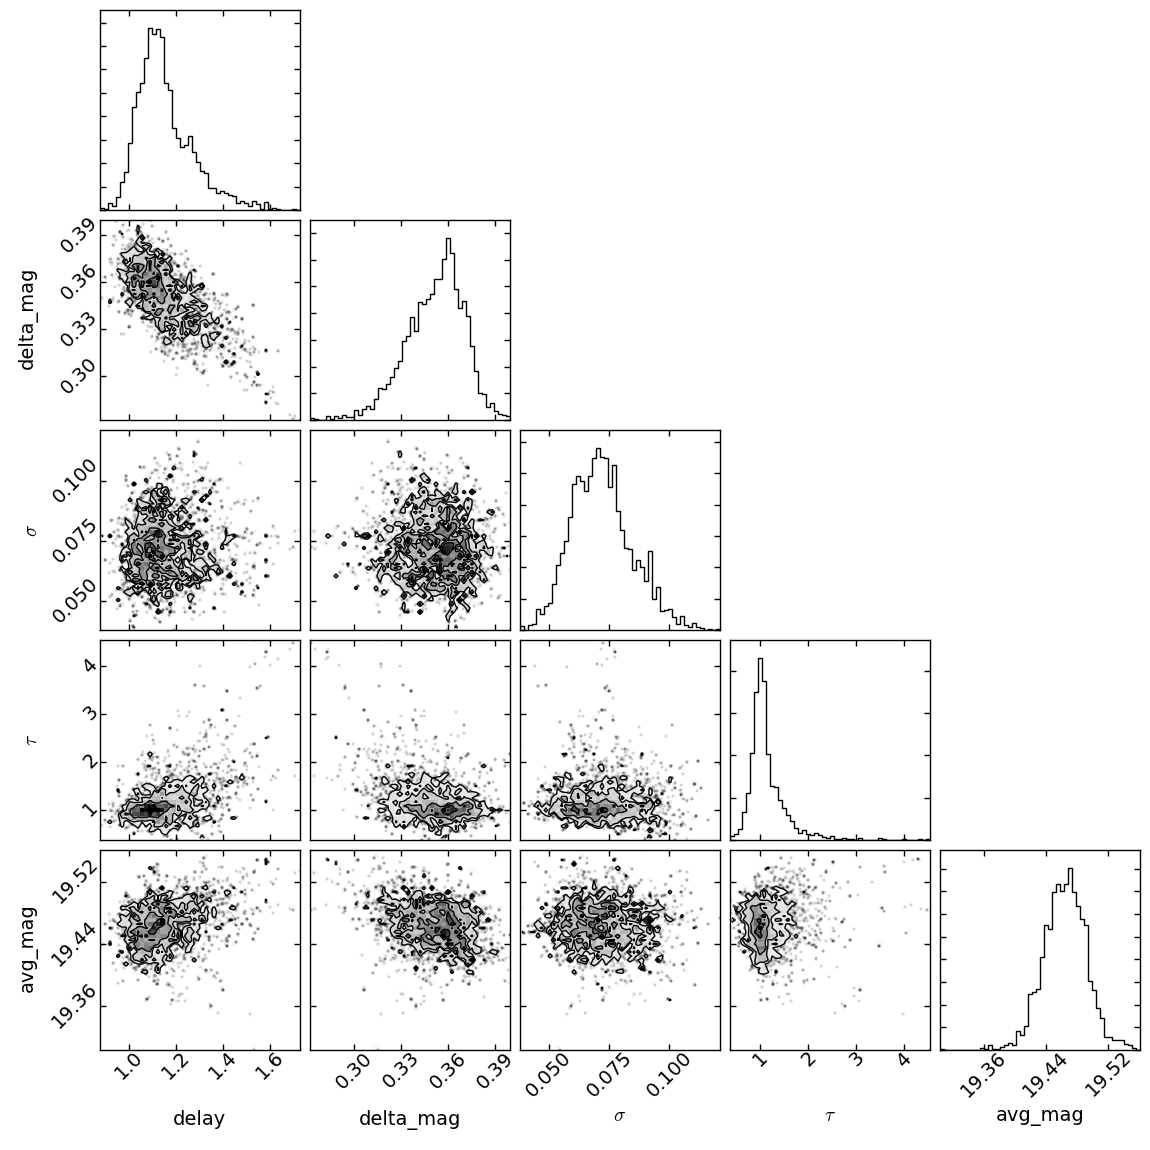 0.39
0.36
0.33
0.30
delta_mag
0.100
0.075
0.050
σ
4
3
2
1
τ
19.52
19.44
19.36
avg_mag
1.0 1.2 1.4 1.6
0.30 0.33 0.36 0.39
0.050 0.075 0.100
1 2 3 4
19.36 19.44 19.52
delay delta_mag σ τ avg_mag